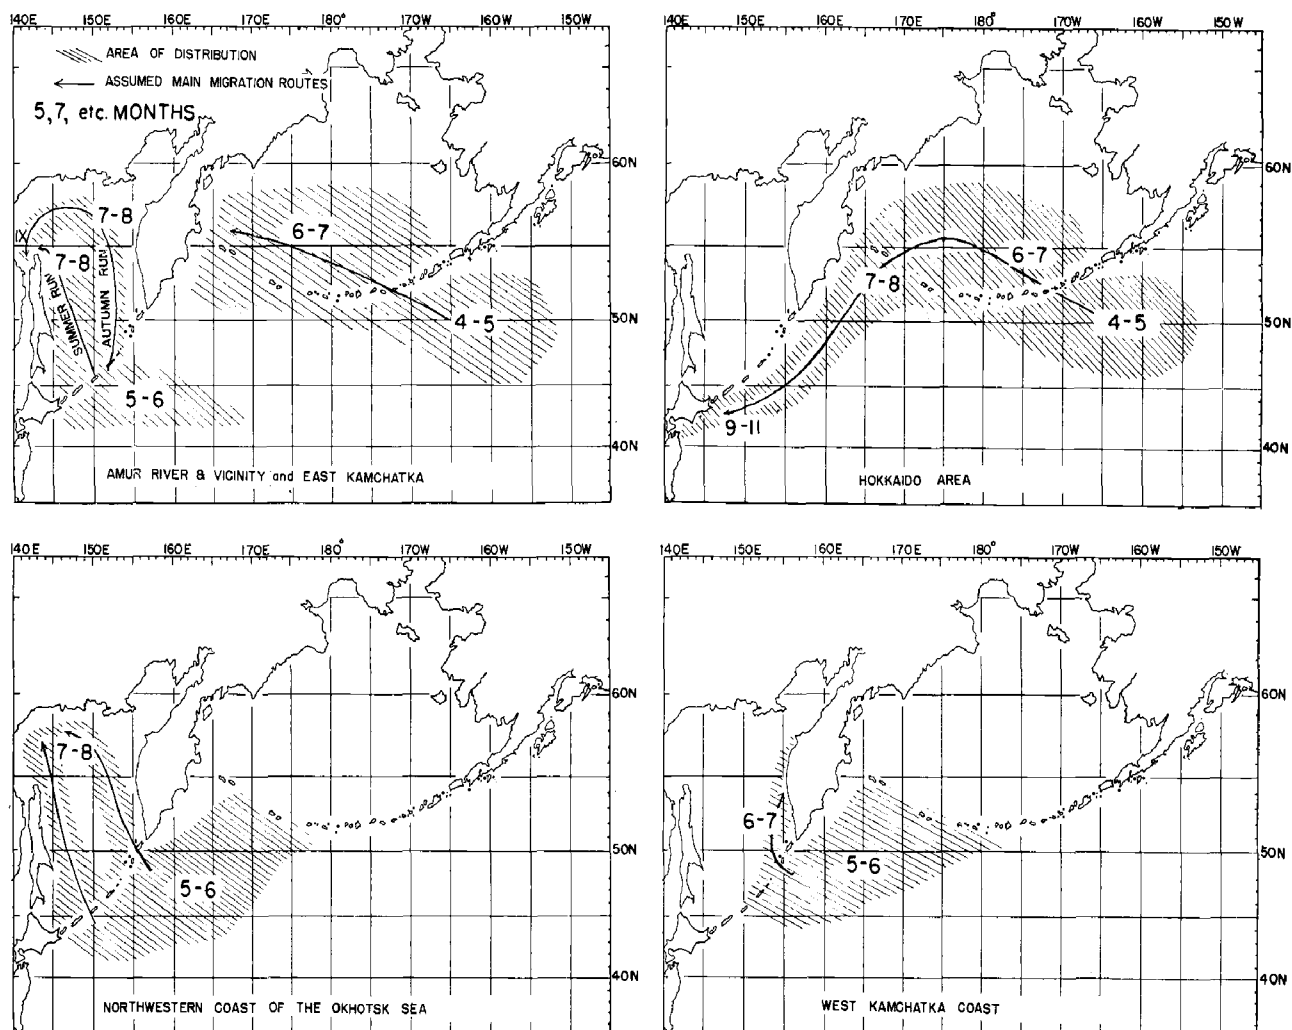 140E 150E 160E 170E 180° 170W 160W 150W
AREA OF DISTRIBUTION
ASSUMED MAIN MIGRATION ROUTES
5,7, etc. MONTHS
60N
7-8
6-7
IX
7-8
SUMMER RUN
AUTUMN RUN
4-5
50N
5-6
40N
AMUR RIVER & VICINITY and EAST KAMCHATKA
140E 150E 160E 170E 180° 170W 160W 150W
60N
6-7
7-8
4-5
50N
9-11
40N
HOKKAIDO AREA
140E 150E 160E 170E 180° 170W 160W 150W
60N
7-8
50N
5-6
40N
NORTHWESTERN COAST OF THE OKHOTSK SEA
140E 150E 160E 170E 180° 170W 160W 150W
60N
6-7
50N
5-6
40N
WEST KAMCHATKA COAST